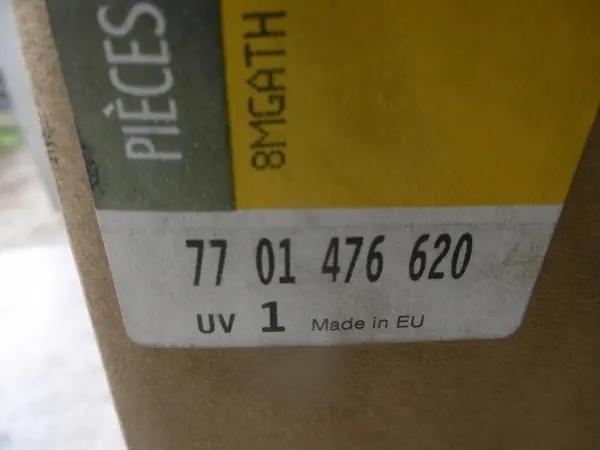 PIÈCES
8MGATH
77 01 476 620
UV 1 Made in EU